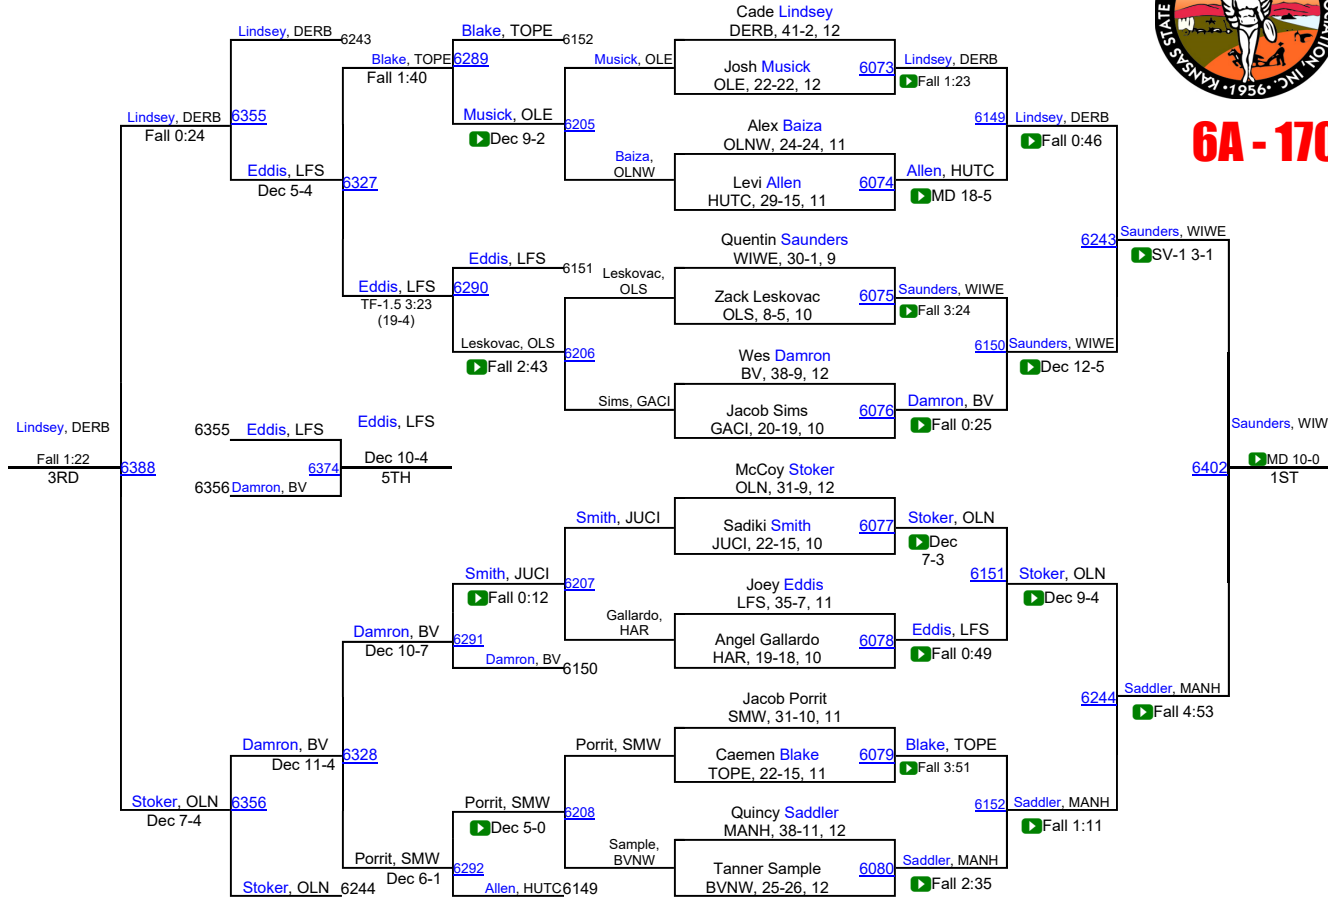 Cade Lindsey
DERB, 41-2, 12
Josh Musick
OLE, 22-22, 12
6073
Lindsey, DERB
Fall 1:23
Alex Baiza
OLNW, 24-24, 11
Levi Allen
HUTC, 29-15, 11
6074
Allen, HUTC
MD 18-5
6149
Lindsey, DERB
Fall 0:46
Quentin Saunders
WIWE, 30-1, 9
Zack Leskovac
OLS, 8-5, 10
6075
Saunders, WIWE
Fall 3:24
Wes Damron
BV, 38-9, 12
Jacob Sims
GACI, 20-19, 10
6076
Damron, BV
Fall 0:25
6150
Saunders, WIWE
Dec 12-5
6243
Saunders, WIWE
SV-1 3-1
McCoy Stoker
OLN, 31-9, 12
Sadiki Smith
JUCI, 22-15, 10
6077
Stoker, OLN
Dec
7-3
Joey Eddis
LFS, 35-7, 11
Angel Gallardo
HAR, 19-18, 10
6078
Eddis, LFS
Fall 0:49
6151
Stoker, OLN
Dec 9-4
Jacob Porrit
SMW, 31-10, 11
Caemen Blake
TOPE, 22-15, 11
6079
Blake, TOPE
Fall 3:51
Quincy Saddler
MANH, 38-11, 12
Tanner Sample
BVNW, 25-26, 12
6080
Saddler, MANH
Fall 2:35
6152
Saddler, MANH
Fall 1:11
6244
Saddler, MANH
Fall 4:53
6402
Saunders, WIW
MD 10-0
1ST
KANSAS STATE
CIATION, INC.
•1956•
6A - 170
Musick, OLE
Baiza,
OLNW
6205
Blake, TOPE
6152
Musick, OLE
Dec 9-2
6289
Blake, TOPE
Fall 1:40
Leskovac,
OLS
Sims, GACI
6206
Eddis, LFS
6151
Leskovac, OLS
Fall 2:43
6290
Eddis, LFS
TF-1.5 3:23
(19-4)
6327
Lindsey, DERB
6243
Eddis, LFS
Dec 5-4
6355
Lindsey, DERB
Fall 0:24
Smith, JUCI
Gallardo,
HAR
6207
Smith, JUCI
Fall 0:12
Damron, BV
6150
6291
Damron, BV
Dec 10-7
Porrit, SMW
Sample,
BVNW
6208
Porrit, SMW
Dec 5-0
Allen, HUTC
6149
6292
Porrit, SMW
Dec 6-1
6328
Damron, BV
Dec 11-4
Stoker, OLN
6244
6356
Stoker, OLN
Dec 7-4
6388
Lindsey, DERB
Fall 1:22
3RD
6355
Eddis, LFS
6356
Damron, BV
6374
Eddis, LFS
Dec 10-4
5TH